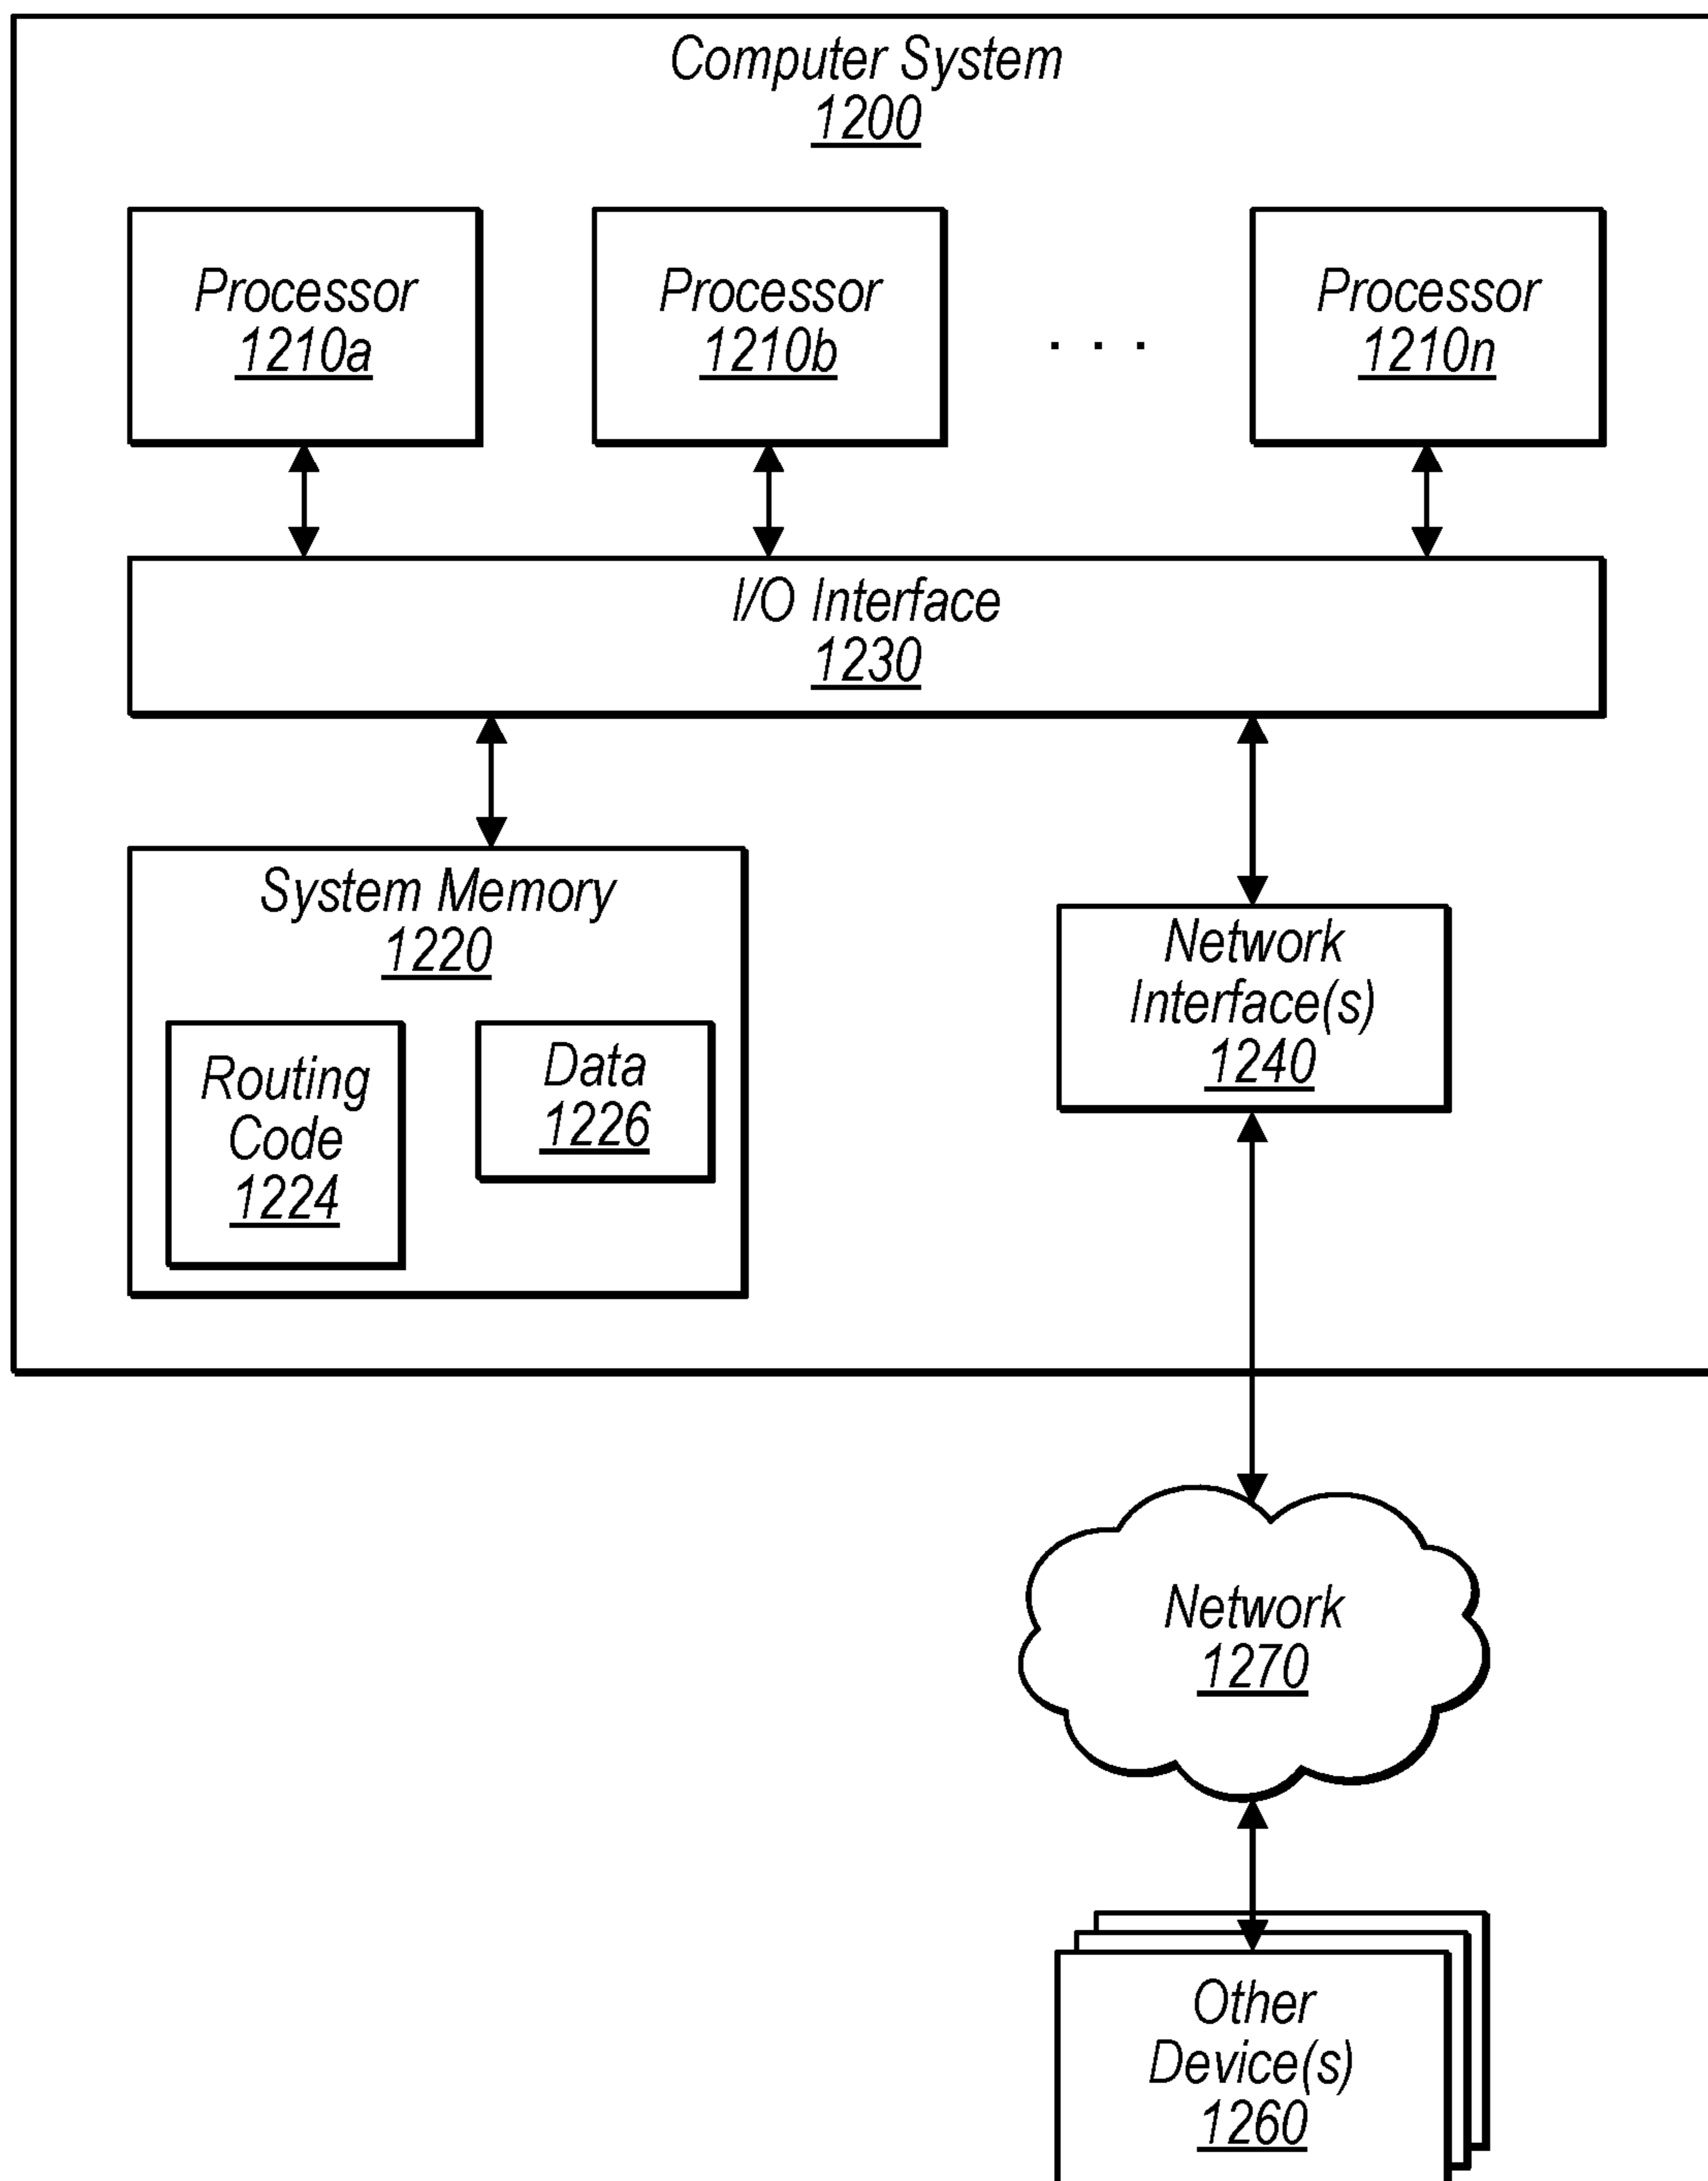 Computer System
1200
Processor
1210a
Processor
1210b
. . .
Processor
1210n
I/O Interface
1230
System Memory
1220
Routing
Code
1224
Data
1226
Network
Interface(s)
1240
Network
1270
Other
Device(s)
1260